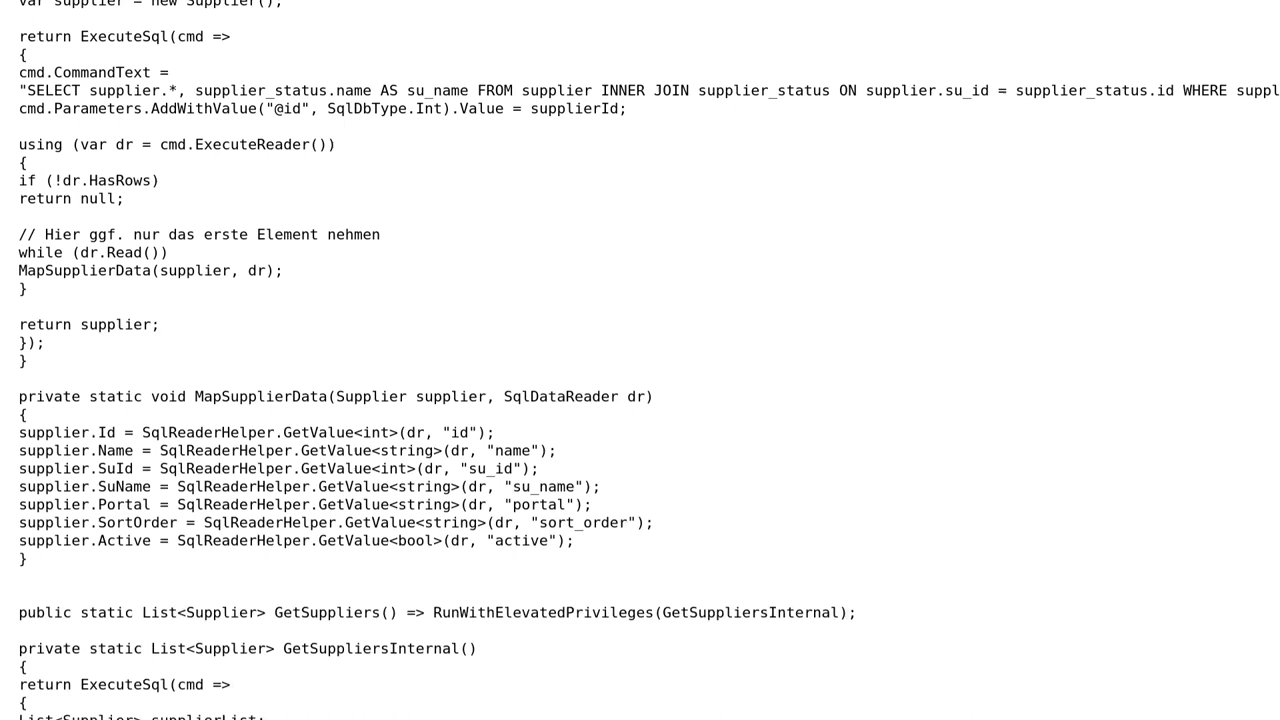 var supplier = new Supplier();
return ExecuteSql(cmd =>
{
cmd.CommandText =
"SELECT supplier.*, supplier_status.name AS su_name FROM supplier INNER JOIN supplier_status ON supplier.su_id = supplier_status.id WHERE suppl
cmd.Parameters.AddWithValue("@id", SqlDbType.Int).Value = supplierId;
using (var dr = cmd.ExecuteReader())
{
if (!dr.HasRows)
return null;
// Hier ggf. nur das erste Element nehmen
while (dr.Read())
MapSupplierData(supplier, dr);
}
return supplier;
});
}
private static void MapSupplierData(Supplier supplier, SqlDataReader dr)
{
supplier.Id = SqlReaderHelper.GetValue<int>(dr, "id");
supplier.Name = SqlReaderHelper.GetValue<string>(dr, "name");
supplier.SuId = SqlReaderHelper.GetValue<int>(dr, "su_id");
supplier.SuName = SqlReaderHelper.GetValue<string>(dr, "su_name");
supplier.Portal = SqlReaderHelper.GetValue<string>(dr, "portal");
supplier.SortOrder = SqlReaderHelper.GetValue<string>(dr, "sort_order");
supplier.Active = SqlReaderHelper.GetValue<bool>(dr, "active");
}
public static List<Supplier> GetSuppliers() => RunWithElevatedPrivileges(GetSuppliersInternal);
private static List<Supplier> GetSuppliersInternal()
{
return ExecuteSql(cmd =>
{
List<Supplier> supplierList;